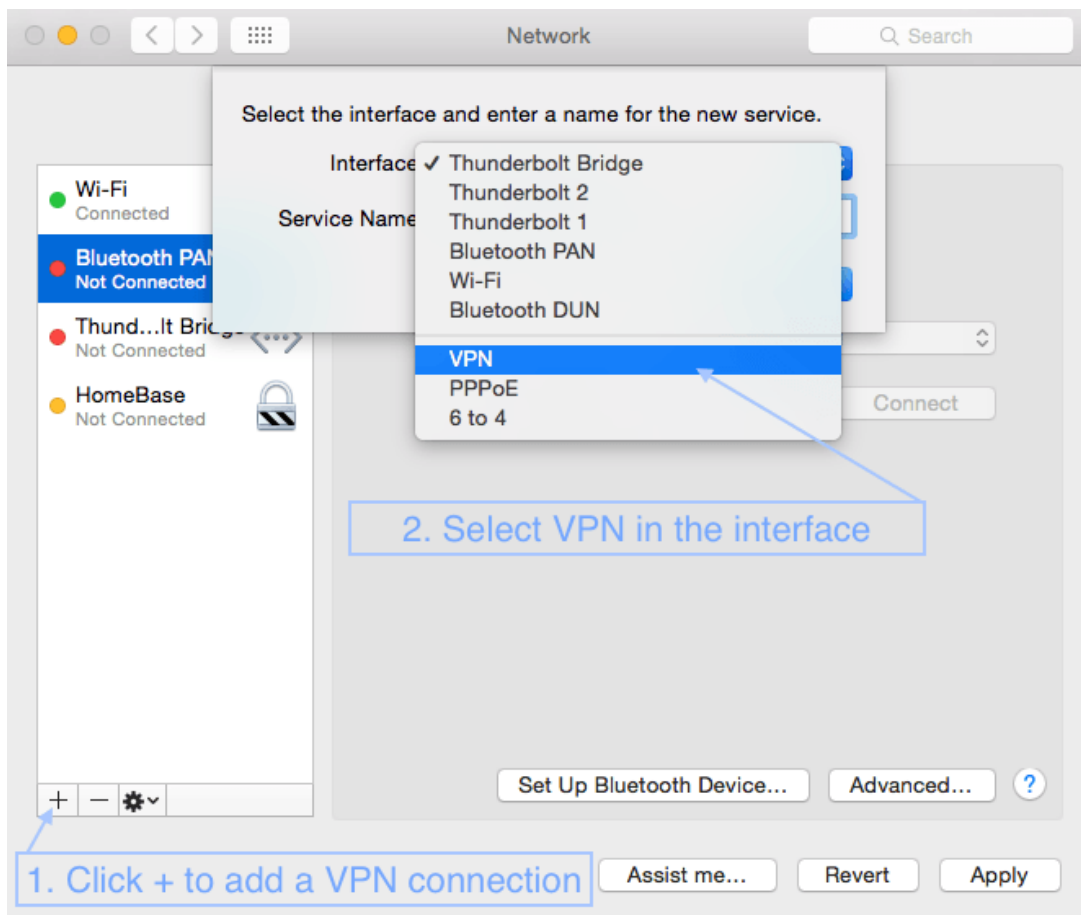 Network
Search
Select the interface and enter a name for the new service.
Interface ✓ Thunderbolt Bridge
Thunderbolt 2
Service Name
Thunderbolt 1
Bluetooth PAN
Wi-Fi
Bluetooth DUN
VPN
PPPoE
6 to 4
Wi-Fi
Connected
Bluetooth PAN
Not Connected
Thund...lt Bridge
Not Connected
HomeBase
Not Connected
Connect
2. Select VPN in the interface
Set Up Bluetooth Device...
Advanced...
?
1. Click + to add a VPN connection
Assist me...
Revert
Apply